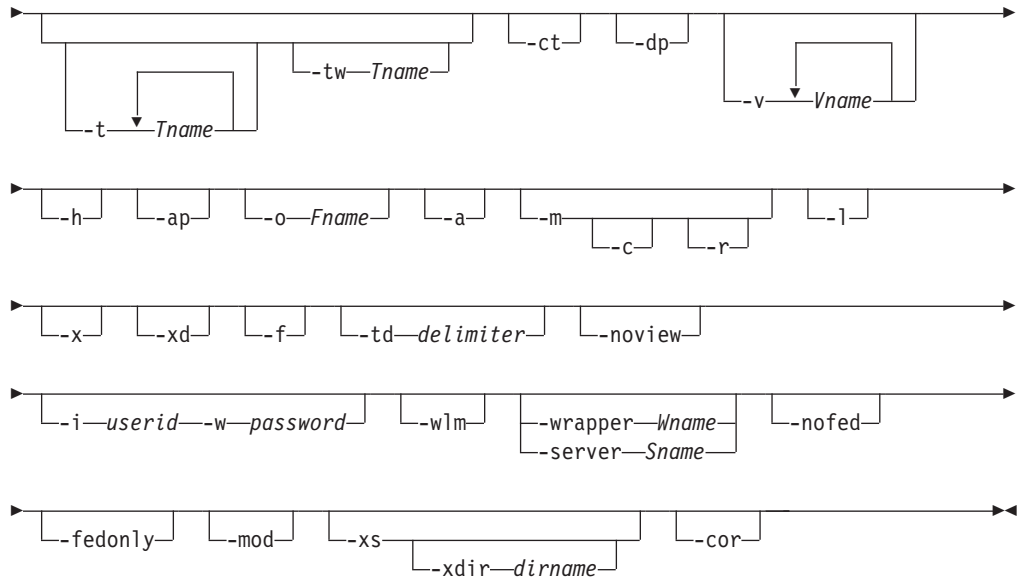 -ct -dp
-tw Tname
-v Vname
-t Tname
-h -ap -o Fname -a -m -l
-c -r
-x -xd -f -td delimiter -noview
-i userid -w password -wlm -wrapper Wname -nofed
-server Sname
-fedonly -mod -xs -cor
-xdir dirname